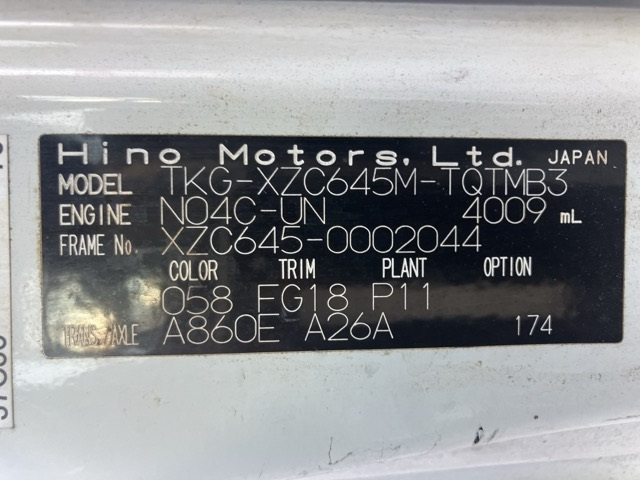 Hino Motors, Ltd. JAPAN
MODEL TKG-XZC645M-TQTMB3
ENGINE N04C-UN 4009 mL
FRAME No. XZC645-0002044
COLOR TRIM PLANT OPTION
058 FG18 P11
TRANS./AXLE A860E A26A 174